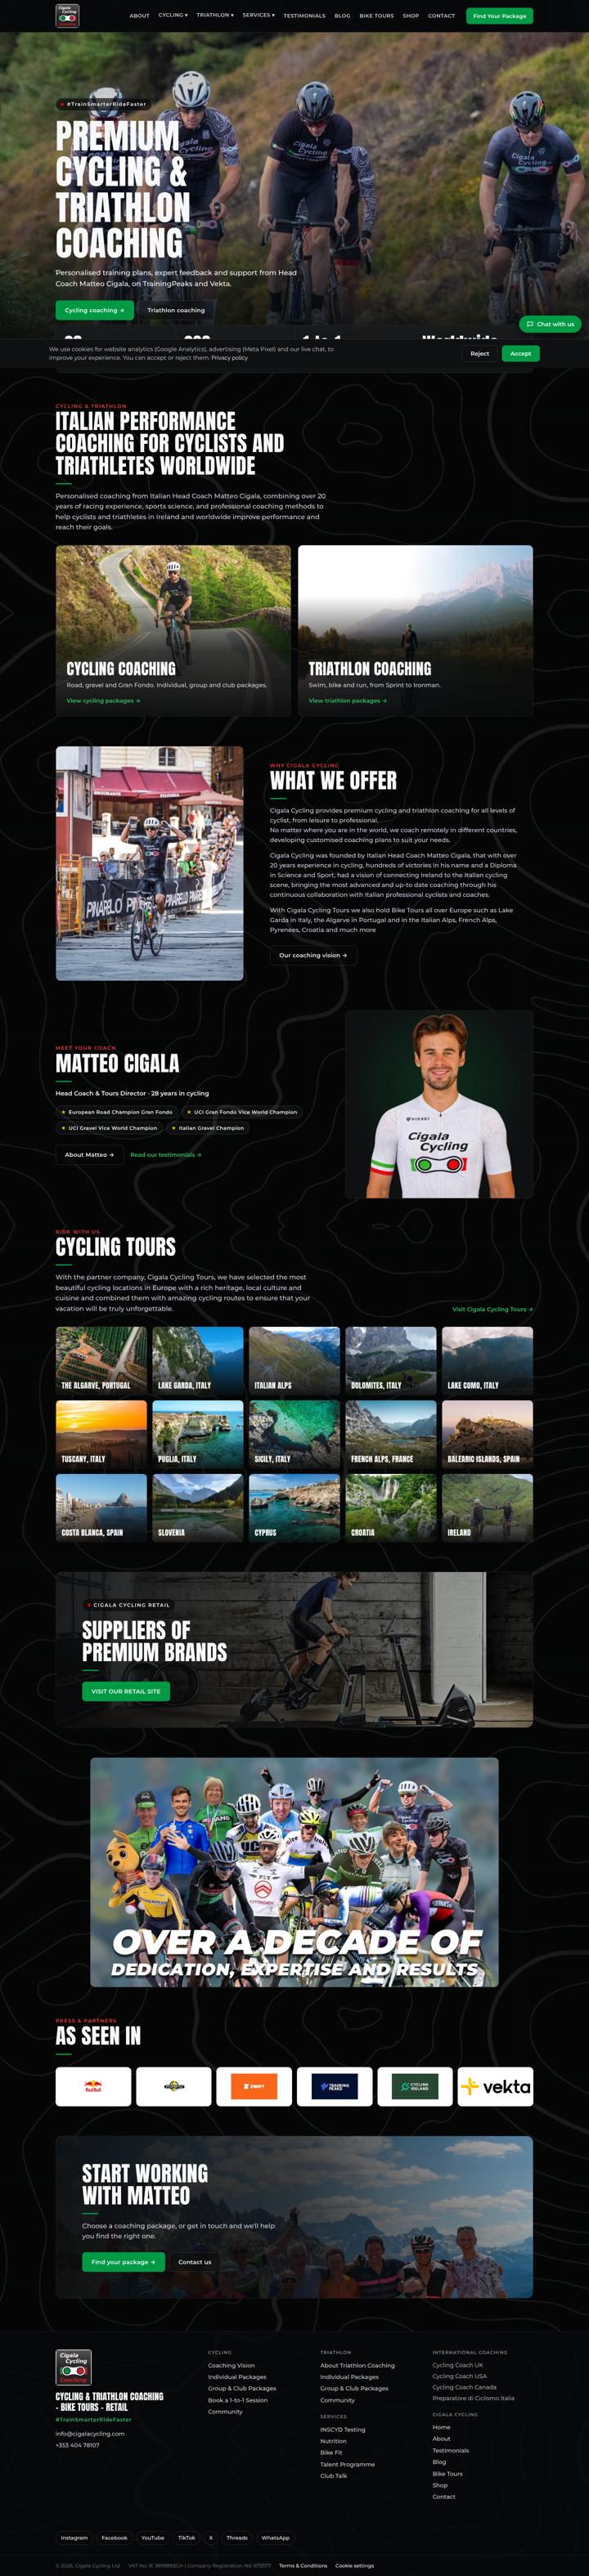 Cigala
Cycling
Coaching
ABOUT
CYCLING ▾
TRIATHLON ▾
SERVICES ▾
TESTIMONIALS
BLOG
BIKE TOURS
SHOP
CONTACT
Find Your Package
#TrainSmarterRideFaster
PREMIUM
CYCLING &
TRIATHLON
COACHING
Personalised training plans, expert feedback and support from Head
Coach Matteo Cigala, on TrainingPeaks and Vekta.
Cycling coaching →
Triathlon coaching
Chat with us
We use cookies for website analytics (Google Analytics), advertising (Meta Pixel) and our live chat, to
improve your experience. You can accept or reject them. Privacy policy
Reject
Accept
CYCLING & TRIATHLON
ITALIAN PERFORMANCE
COACHING FOR CYCLISTS AND
TRIATHLETES WORLDWIDE
Personalised coaching from Italian Head Coach Matteo Cigala, combining over 20
years of racing experience, sports science, and professional coaching methods to
help cyclists and triathletes in Ireland and worldwide improve performance and
reach their goals.
CYCLING COACHING
Road, gravel and Gran Fondo. Individual, group and club packages.
View cycling packages →
TRIATHLON COACHING
Swim, bike and run, from Sprint to Ironman.
View triathlon packages →
WHY CIGALA CYCLING
WHAT WE OFFER
Cigala Cycling provides premium cycling and triathlon coaching for all levels of
cyclist, from leisure to professional.
No matter where you are in the world, we coach remotely in different countries,
developing customised coaching plans to suit your needs.
Cigala Cycling was founded by Italian Head Coach Matteo Cigala, that with over
20 years experience in cycling, hundreds of victories in his name and a Diploma
in Science and Sport, had a vision of connecting Ireland to the Italian cycling
scene, bringing the most advanced and up-to date coaching through his
continuous collaboration with Italian professional cyclists and coaches.
With Cigala Cycling Tours we also hold Bike Tours all over Europe such as Lake
Garda in Italy, the Algarve in Portugal and in the Italian Alps, French Alps,
Pyrenees, Croatia and much more
Our coaching vision →
MEET YOUR COACH
MATTEO CIGALA
Head Coach & Tours Director · 28 years in cycling
★ European Road Champion Gran Fondo
★ UCI Gran Fondo Vice World Champion
★ UCI Gravel Vice World Champion
★ Italian Gravel Champion
About Matteo →
Read our testimonials →
Cigala
Cycling
RIDE WITH US
CYCLING TOURS
With the partner company, Cigala Cycling Tours, we have selected the most
beautiful cycling locations in Europe with a rich heritage, local culture and
cuisine and combined them with amazing cycling routes to ensure that your
vacation will be truly unforgettable.
Visit Cigala Cycling Tours →
THE ALGARVE, PORTUGAL
LAKE GARDA, ITALY
ITALIAN ALPS
DOLOMITES, ITALY
LAKE COMO, ITALY
TUSCANY, ITALY
PUGLIA, ITALY
SICILY, ITALY
FRENCH ALPS, FRANCE
BALEARIC ISLANDS, SPAIN
COSTA BLANCA, SPAIN
SLOVENIA
CYPRUS
CROATIA
IRELAND
CIGALA CYCLING RETAIL
SUPPLIERS OF
PREMIUM BRANDS
VISIT OUR RETAIL SITE
OVER A DECADE OF
DEDICATION, EXPERTISE AND RESULTS
PRESS & PARTNERS
AS SEEN IN
Red Bull
ZWIFT
TRAINING
PEAKS
CYCLING
IRELAND
vekta
START WORKING
WITH MATTEO
Choose a coaching package, or get in touch and we'll help
you find the right one.
Find your package →
Contact us
Cigala
Cycling
Coaching
CYCLING & TRIATHLON COACHING
- BIKE TOURS - RETAIL
#TrainSmarterRideFaster
info@cigalacycling.com
+353 404 78107
CYCLING
Coaching Vision
Individual Packages
Group & Club Packages
Book a 1-to-1 Session
Community
TRIATHLON
About Triathlon Coaching
Individual Packages
Group & Club Packages
Community
SERVICES
INSCYD Testing
Nutrition
Bike Fit
Talent Programme
Club Talk
INTERNATIONAL COACHING
Cycling Coach UK
Cycling Coach USA
Cycling Coach Canada
Preparatore di Ciclismo Italia
CIGALA CYCLING
Home
About
Testimonials
Blog
Bike Tours
Shop
Contact
Instagram
Facebook
YouTube
TikTok
X
Threads
WhatsApp
© 2026, Cigala Cycling Ltd
Terms & Conditions
Cookie settings